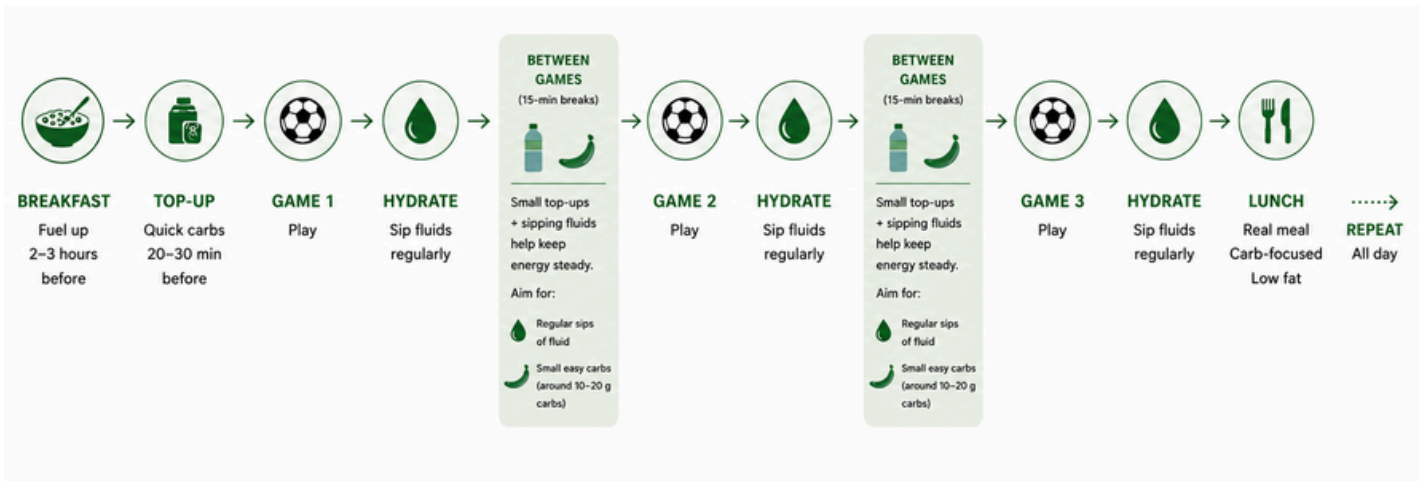 BREAKFAST
Fuel up
2–3 hours
before
TOP-UP
Quick carbs
20–30 min
before
GAME 1
Play
HYDRATE
Sip fluids
regularly
BETWEEN
GAMES
(15-min breaks)
Small top-ups
+ sipping fluids
help keep
energy steady.
Aim for:
Regular sips
of fluid
Small easy carbs
(around 10–20 g
carbs)
GAME 2
Play
HYDRATE
Sip fluids
regularly
BETWEEN
GAMES
(15-min breaks)
Small top-ups
+ sipping fluids
help keep
energy steady.
Aim for:
Regular sips
of fluid
Small easy carbs
(around 10–20 g
carbs)
GAME 3
Play
HYDRATE
Sip fluids
regularly
LUNCH
Real meal
Carb-focused
Low fat
REPEAT
All day